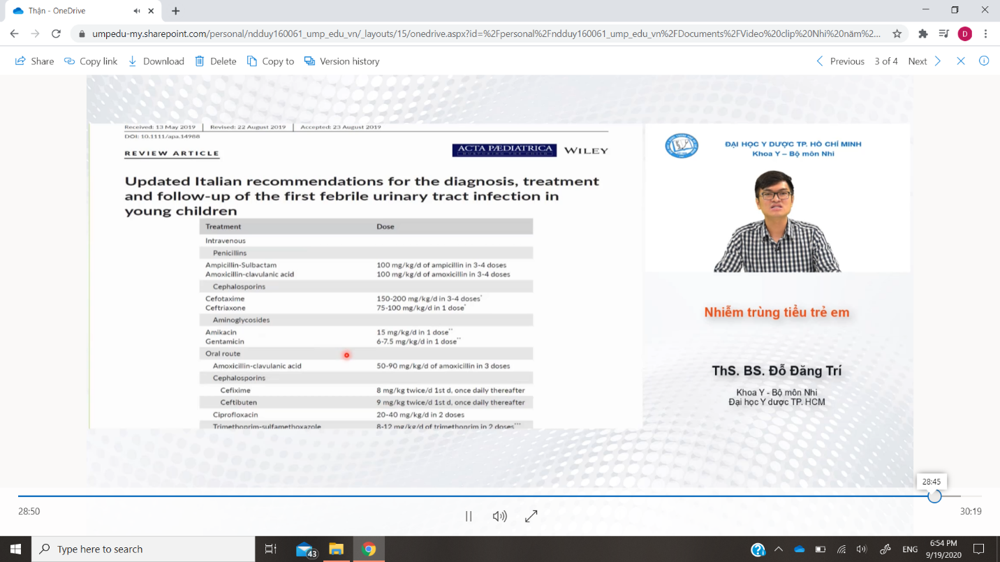 Thận - OneDrive
umpedu-my.sharepoint.com/personal/ndduy160061_ump_edu_vn/_layouts/15/onedrive.aspx?id=%2Fpersonal%2Fndduy160061_ump_edu_vn%2FDocuments%2FVideo%20clip%20Nhi%20năm%2...
D
Share Copy link Download Delete Copy to Version history Previous 3 of 4 Next
Received: 13 May 2019 | Revised: 22 August 2019 | Accepted: 23 August 2019
DOI: 10.1111/apa.14988
REVIEW ARTICLE
ACTA PÆDIATRICA WILEY
Updated Italian recommendations for the diagnosis, treatment
and follow-up of the first febrile urinary tract infection in
young children
Treatment Dose
Intravenous
Penicillins
Ampicillin-Sulbactam 100 mg/kg/d of ampicillin in 3-4 doses
Amoxicillin-clavulanic acid 100 mg/kg/d of amoxicillin in 3-4 doses
Cephalosporins
Cefotaxime 150-200 mg/kg/d in 3-4 doses*
Ceftriaxone 75-100 mg/kg/d in 1 dose*
Aminoglycosides
Amikacin 15 mg/kg/d in 1 dose**
Gentamicin 6-7.5 mg/kg/d in 1 dose**
Oral route
Amoxicillin-clavulanic acid 50-90 mg/kg/d of amoxicillin in 3 doses
Cephalosporins
Cefixime 8 mg/kg twice/d 1st d, once daily thereafter
Ceftibuten 9 mg/kg twice/d 1st d, once daily thereafter
Ciprofloxacin 20-40 mg/kg/d in 2 doses
Trimethoprim-sulfamethoxazole 8-12 mg/kg/d of trimethoprim in 2 doses***
ĐẠI HỌC Y DƯỢC TP. HỒ CHÍ MINH
Khoa Y – Bộ môn Nhi
Nhiễm trùng tiểu trẻ em
ThS. BS. Đỗ Đăng Trí
Khoa Y - Bộ môn Nhi
Đại học Y dược TP. HCM
28:45
28:50 30:19
Type here to search
43
ENG
6:54 PM
9/19/2020